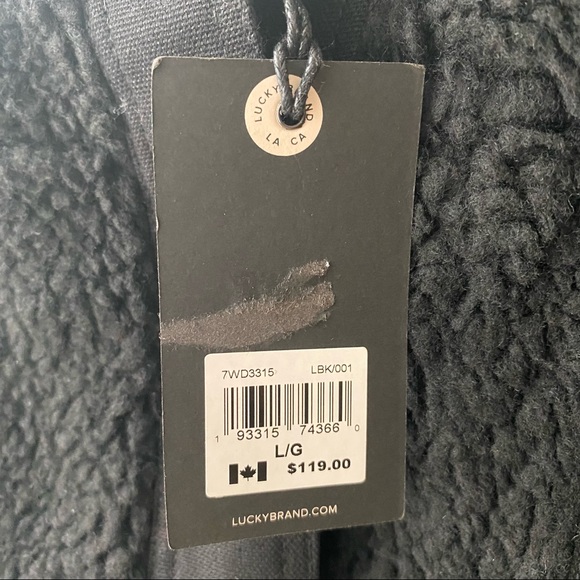 LUCKY BRAND
LA CA
7WD3315 LBK/001
1 93315 74366 0
L/G
$119.00
LUCKYBRAND.COM